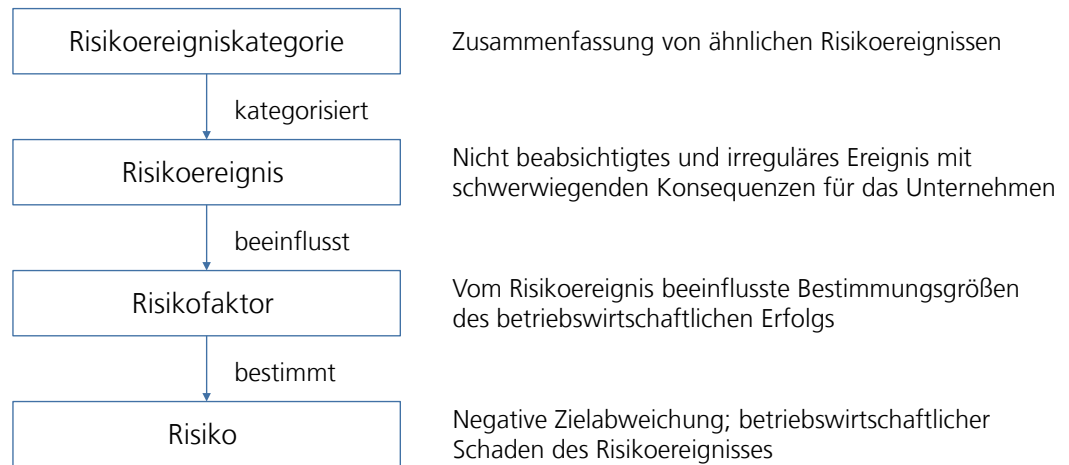 Risikoereigniskategorie
Zusammenfassung von ähnlichen Risikoereignissen
kategorisiert
Risikoereignis
Nicht beabsichtigtes und irreguläres Ereignis mit
schwerwiegenden Konsequenzen für das Unternehmen
beeinflusst
Risikofaktor
Vom Risikoereignis beeinflusste Bestimmungsgrößen
des betriebswirtschaftlichen Erfolgs
bestimmt
Risiko
Negative Zielabweichung; betriebswirtschaftlicher
Schaden des Risikoereignisses